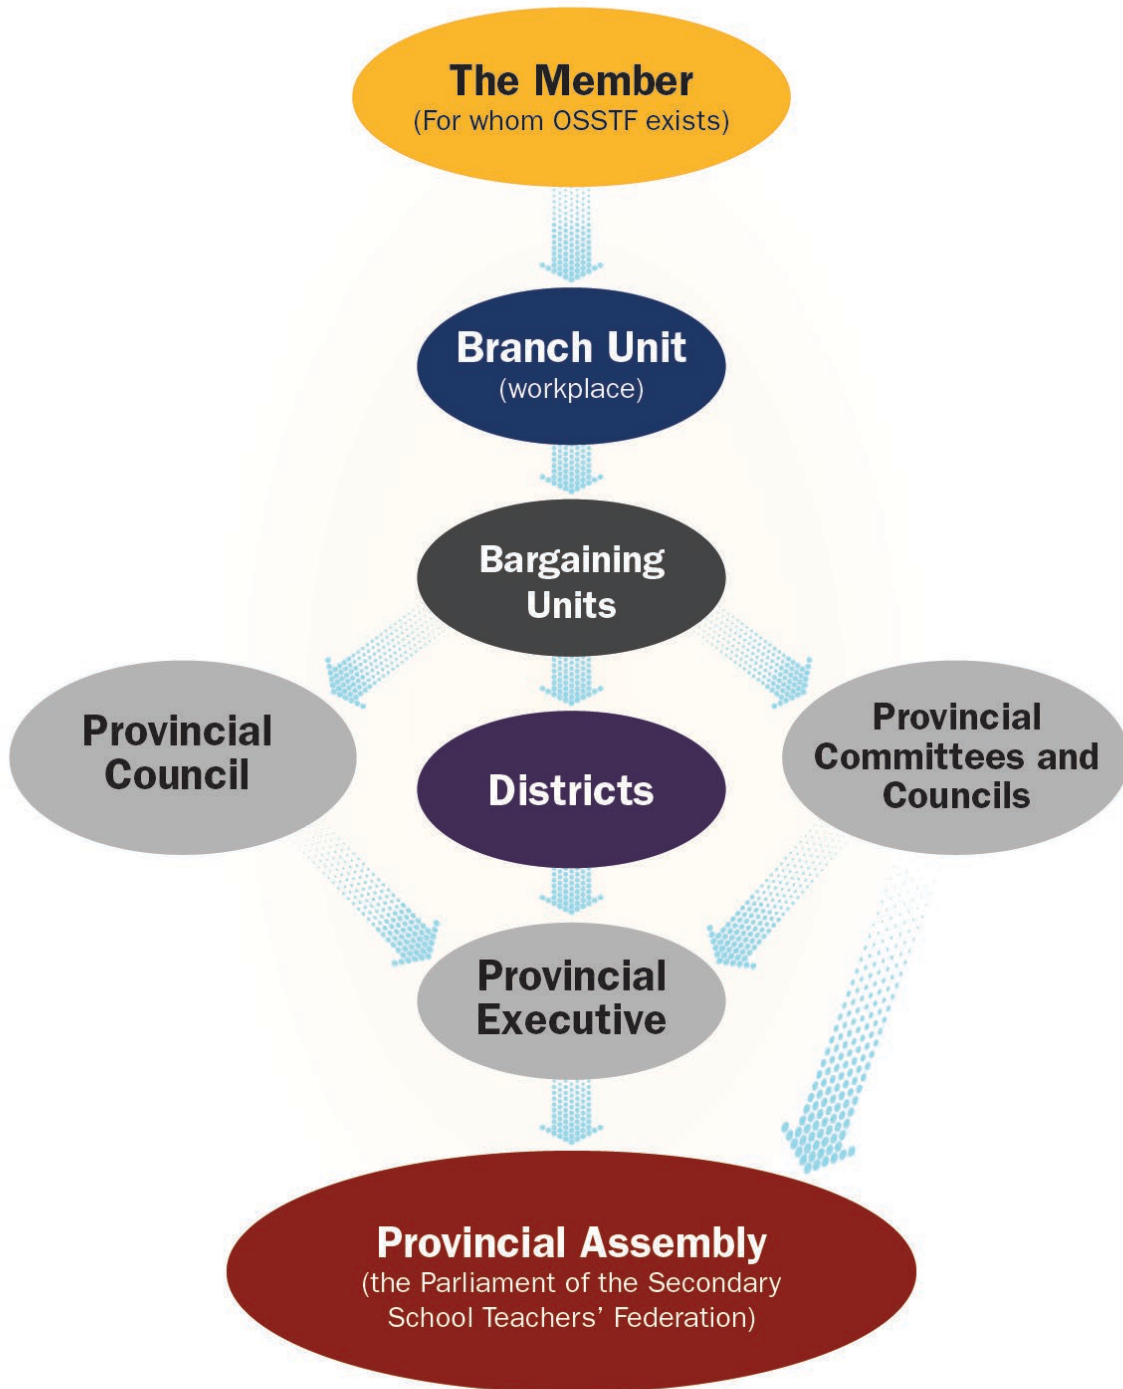 The Member
(For whom OSSTF exists)
Branch Unit
(workplace)
Bargaining
Units
Provincial
Council
Districts
Provincial
Committees and
Councils
Provincial
Executive
Provincial Assembly
(the Parliament of the Secondary
School Teachers’ Federation)